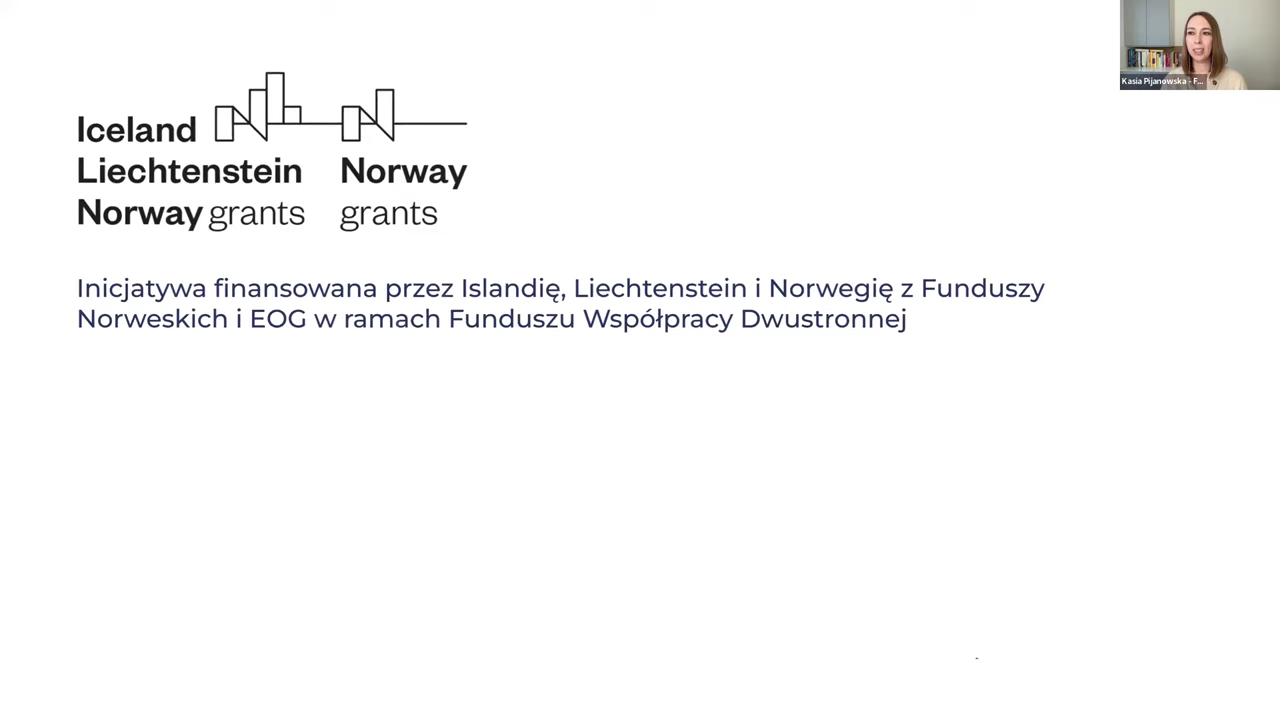 Iceland
Liechtenstein
Norway grants
Norway
grants
Kasia Pijanowska - F...
Inicjatywa finansowana przez Islandię, Liechtenstein i Norwegię z Funduszy
Norweskich i EOG w ramach Funduszu Współpracy Dwustronnej